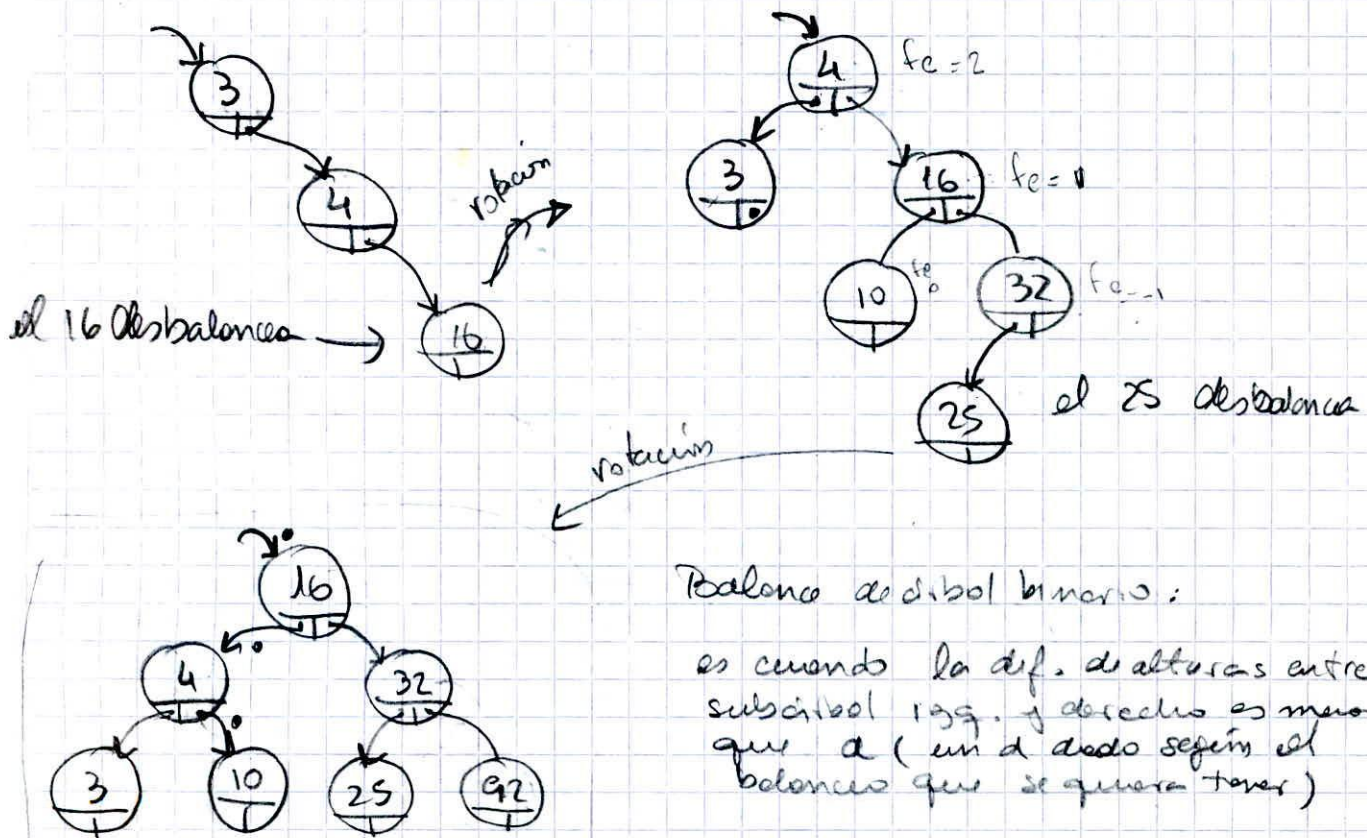 3
4
el 16 desbalancea
16
rotación
4 fe=2
3
16 fe=1
10 fe 0
32 fe=-1
25
el 25 desbalancea
rotación
16
4
32
3
10
25
92
Balance de árbol binario:
es cuando la dif. de alturas entre
subárbol izq. y derecho es menor
que d (un d dado según el
balanceo que se quiera tener)